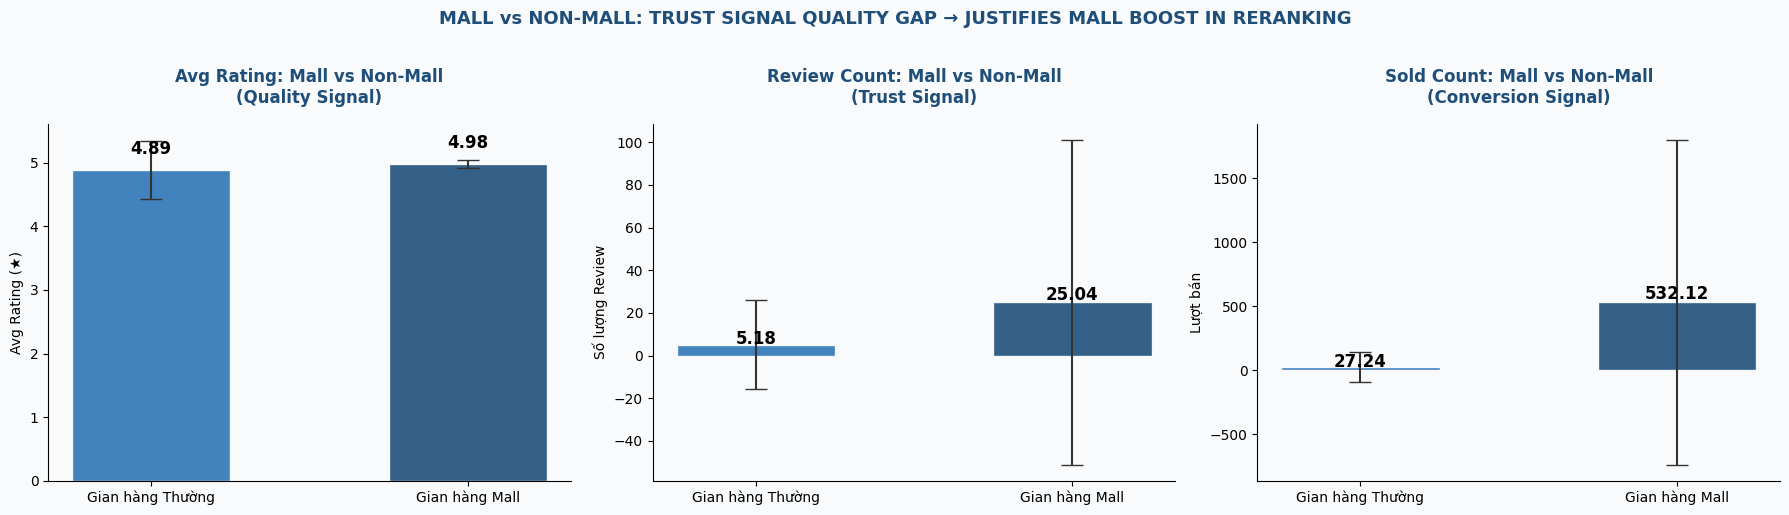 MALL vs NON-MALL: TRUST SIGNAL QUALITY GAP → JUSTIFIES MALL BOOST IN RERANKING
Avg Rating: Mall vs Non-Mall
(Quality Signal)
Avg Rating (★)
5
4
3
2
1
0
4.89
4.98
Gian hàng Thường
Gian hàng Mall
Review Count: Mall vs Non-Mall
(Trust Signal)
Số lượng Review
100
80
60
40
20
0
−20
−40
5.18
25.04
Gian hàng Thường
Gian hàng Mall
Sold Count: Mall vs Non-Mall
(Conversion Signal)
Lượt bán
1500
1000
500
0
−500
27.24
532.12
Gian hàng Thường
Gian hàng Mall